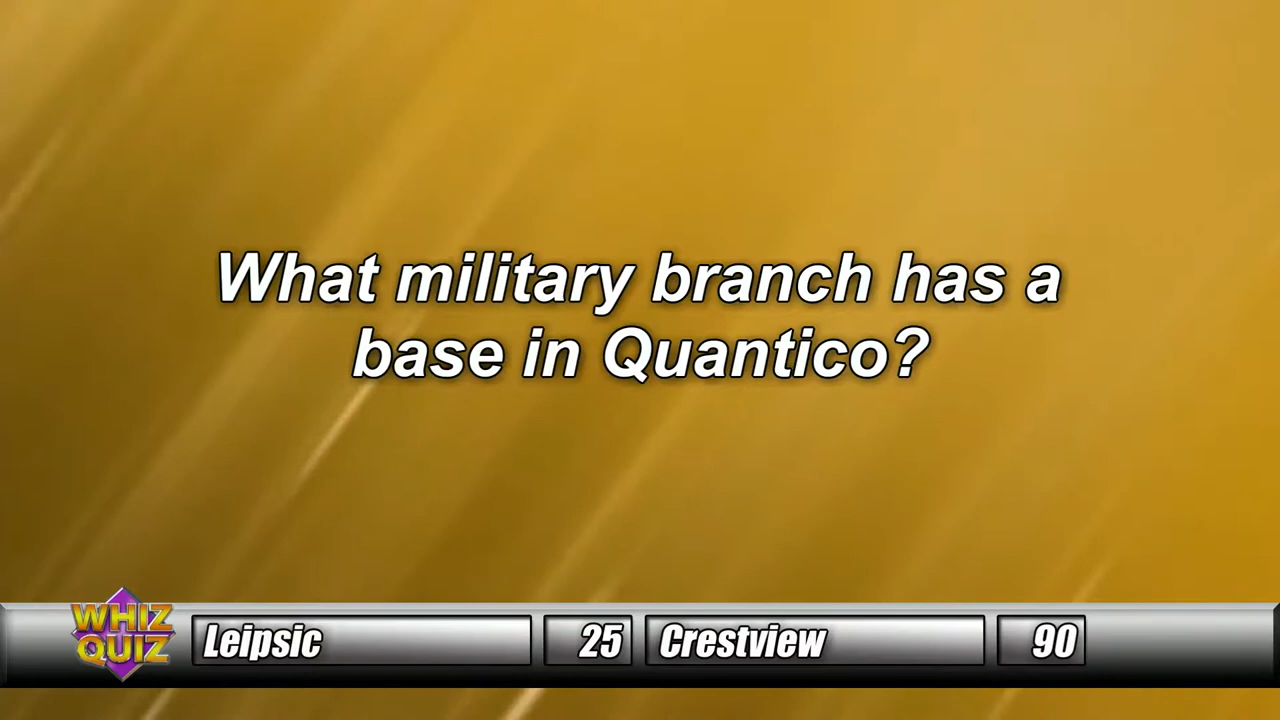 What military branch has a
base in Quantico?
WHIZ
QUIZ
Leipsic 25 Crestview 90